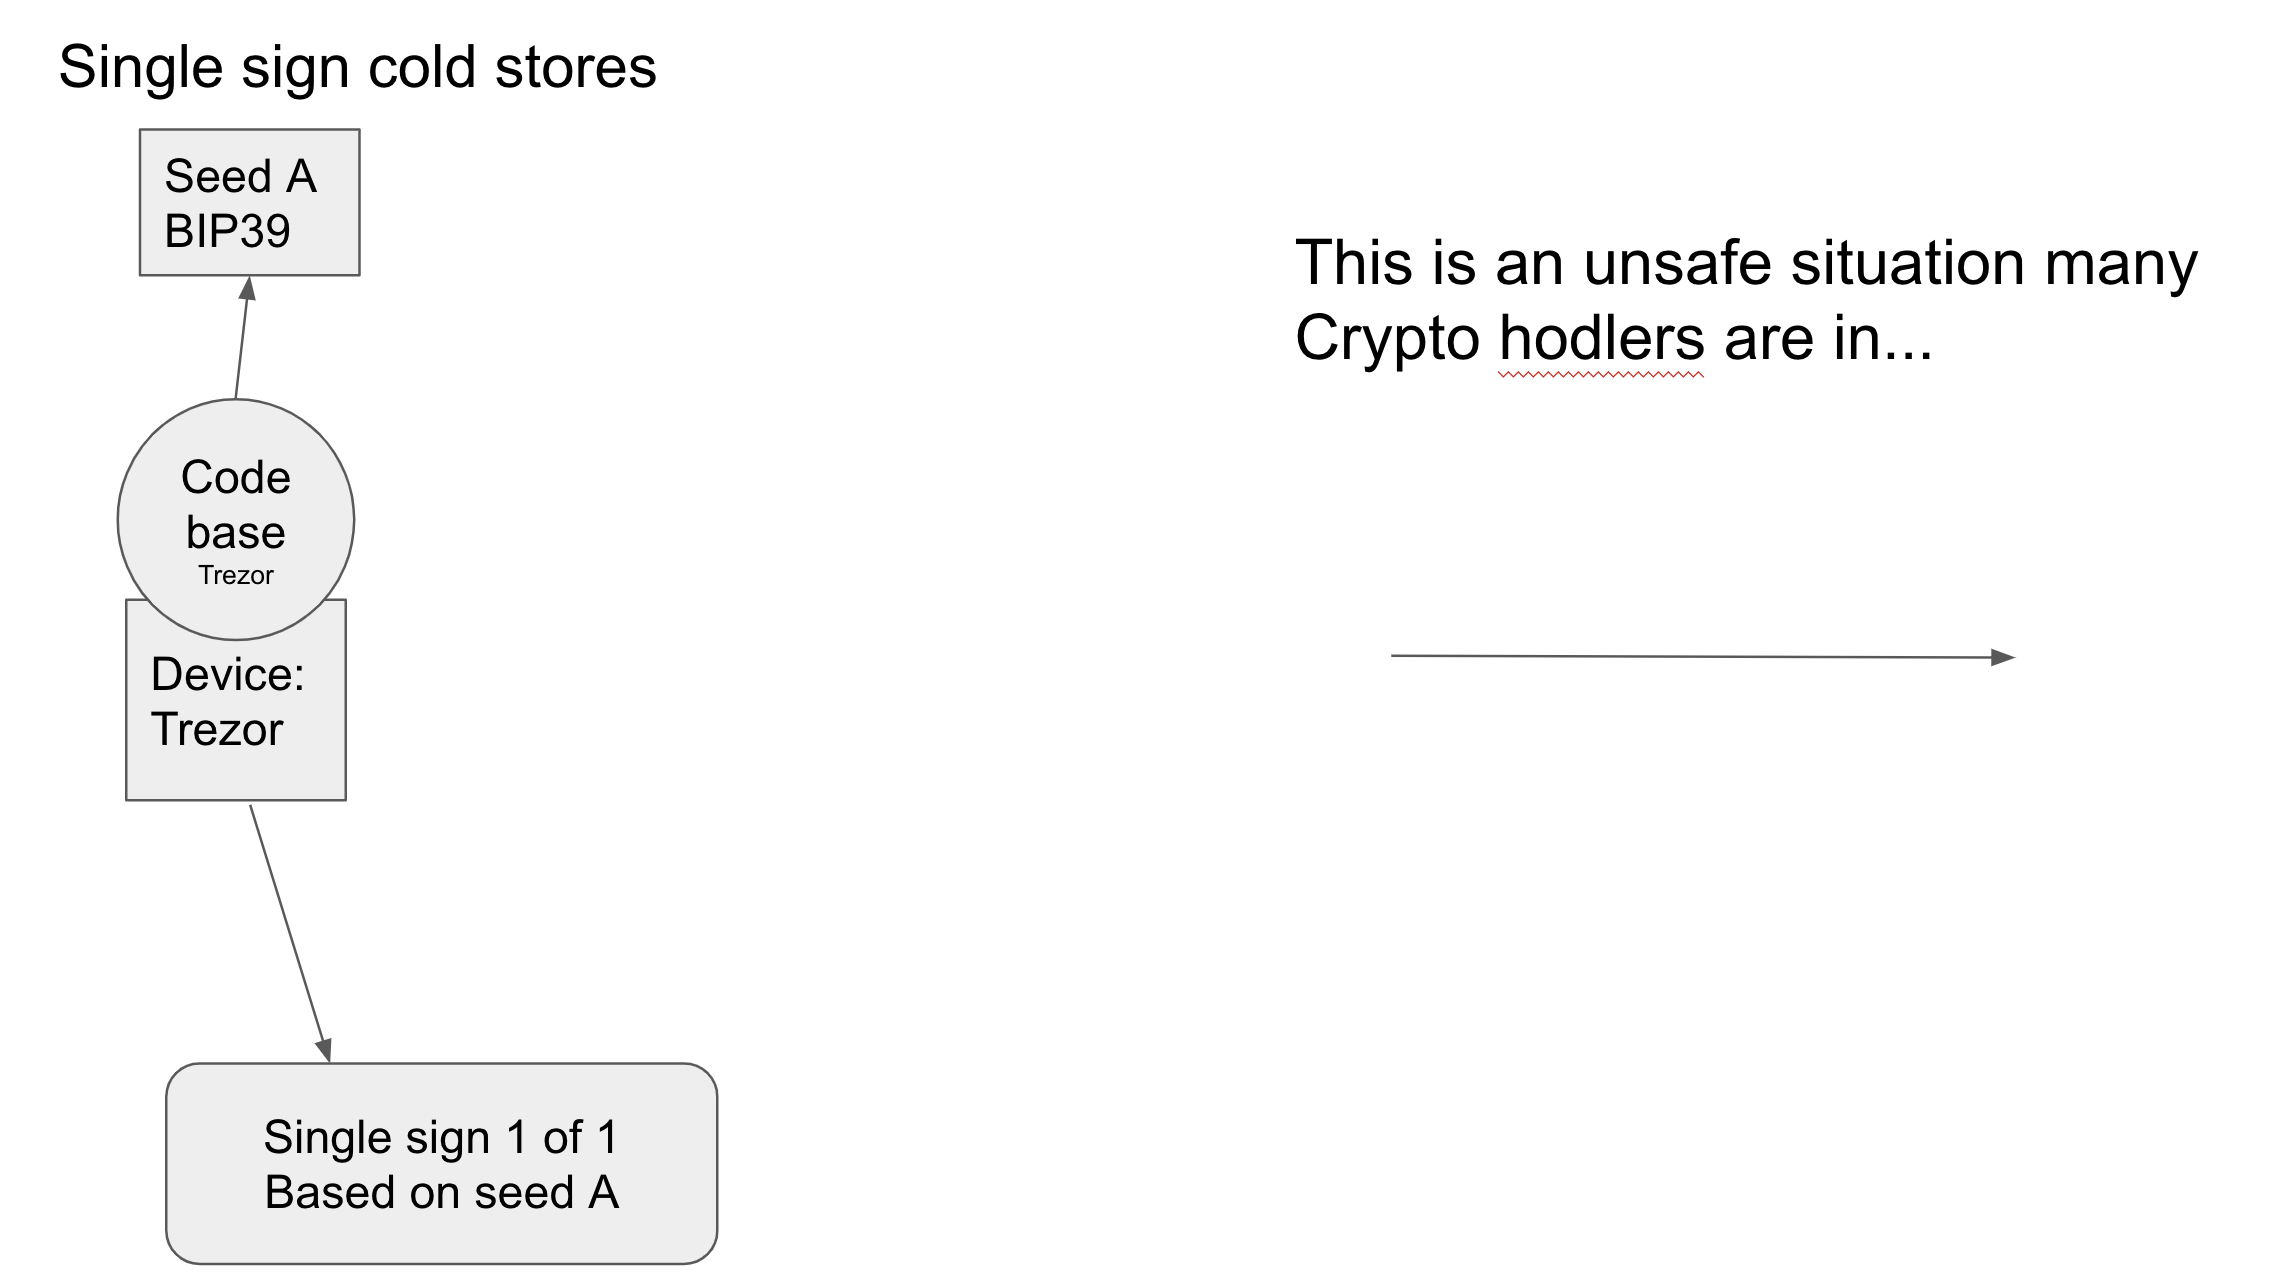 Single sign cold stores
Seed A
BIP39
This is an unsafe situation many
Crypto hodlers are in...
Code
base
Trezor
Device:
Trezor
Single sign 1 of 1
Based on seed A